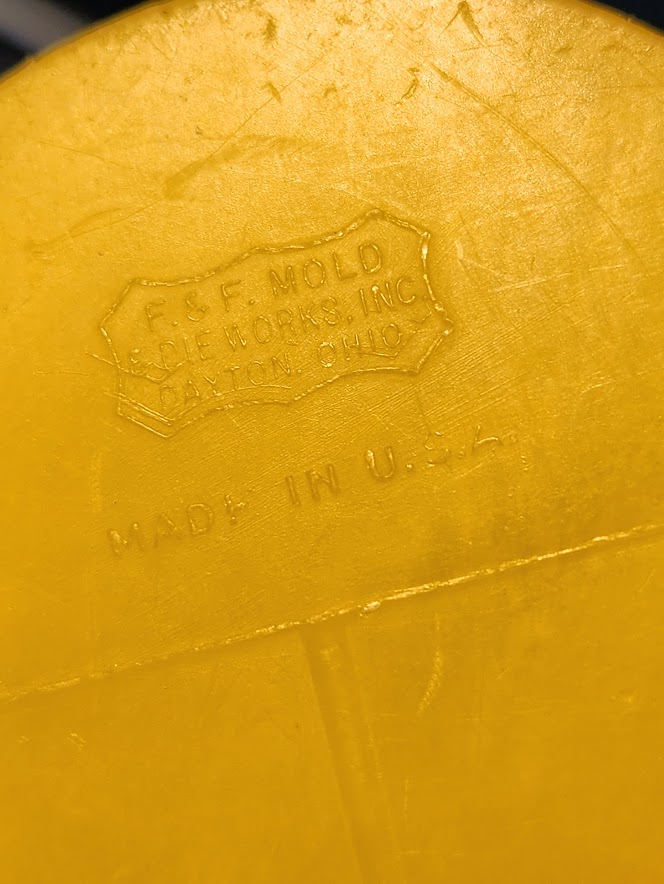 F. & F. MOLD
& DIE WORKS, INC.
DAYTON, OHIO
MADE IN U.S.A.